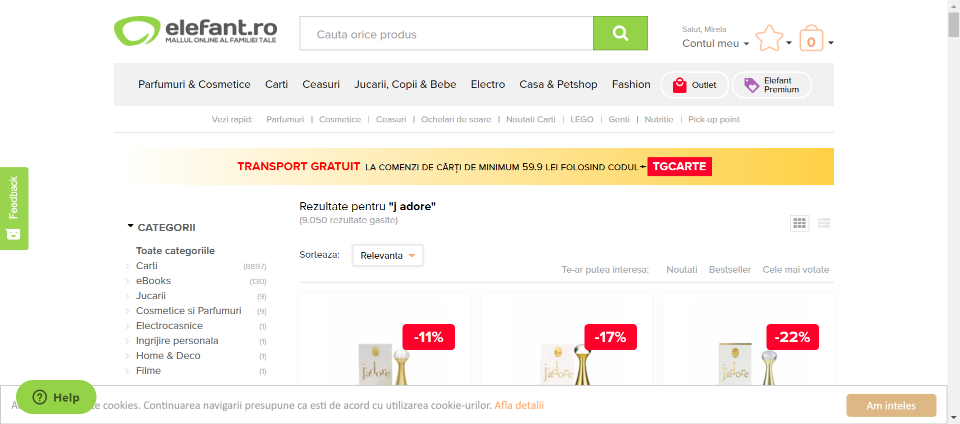 elefant.ro
MALLUL ONLINE AL FAMILIEI TALE
Cauta orice produs
Salut, Mirela
Contul meu
0
Parfumuri & Cosmetice Carti Ceasuri Jucarii, Copii & Bebe Electro Casa & Petshop Fashion Outlet Elefant Premium
Vezi rapid: Parfumuri | Cosmetice | Ceasuri | Ochelari de soare | Noutati Carti | LEGO | Genti | Nutritie | Pick-up point
TRANSPORT GRATUIT LA COMENZI DE CĂRȚI DE MINIMUM 59.9 LEI FOLOSIND CODUL TGCARTE
Feedback
Rezultate pentru "j adore"
(9.050 rezultate gasite)
CATEGORII
Toate categoriile
Carti (8897)
eBooks (130)
Jucarii (9)
Cosmetice si Parfumuri (9)
Electrocasnice (1)
Ingrijire personala (1)
Home & Deco (1)
Filme (1)
Sorteaza: Relevanta
Te-ar putea interesa: Noutati Bestseller Cele mai votate
-11% -17% -22%
j'adore j'adore j'adore
Help
te cookies. Continuarea navigarii presupune ca esti de acord cu utilizarea cookie-urilor. Afla detalii
Am inteles